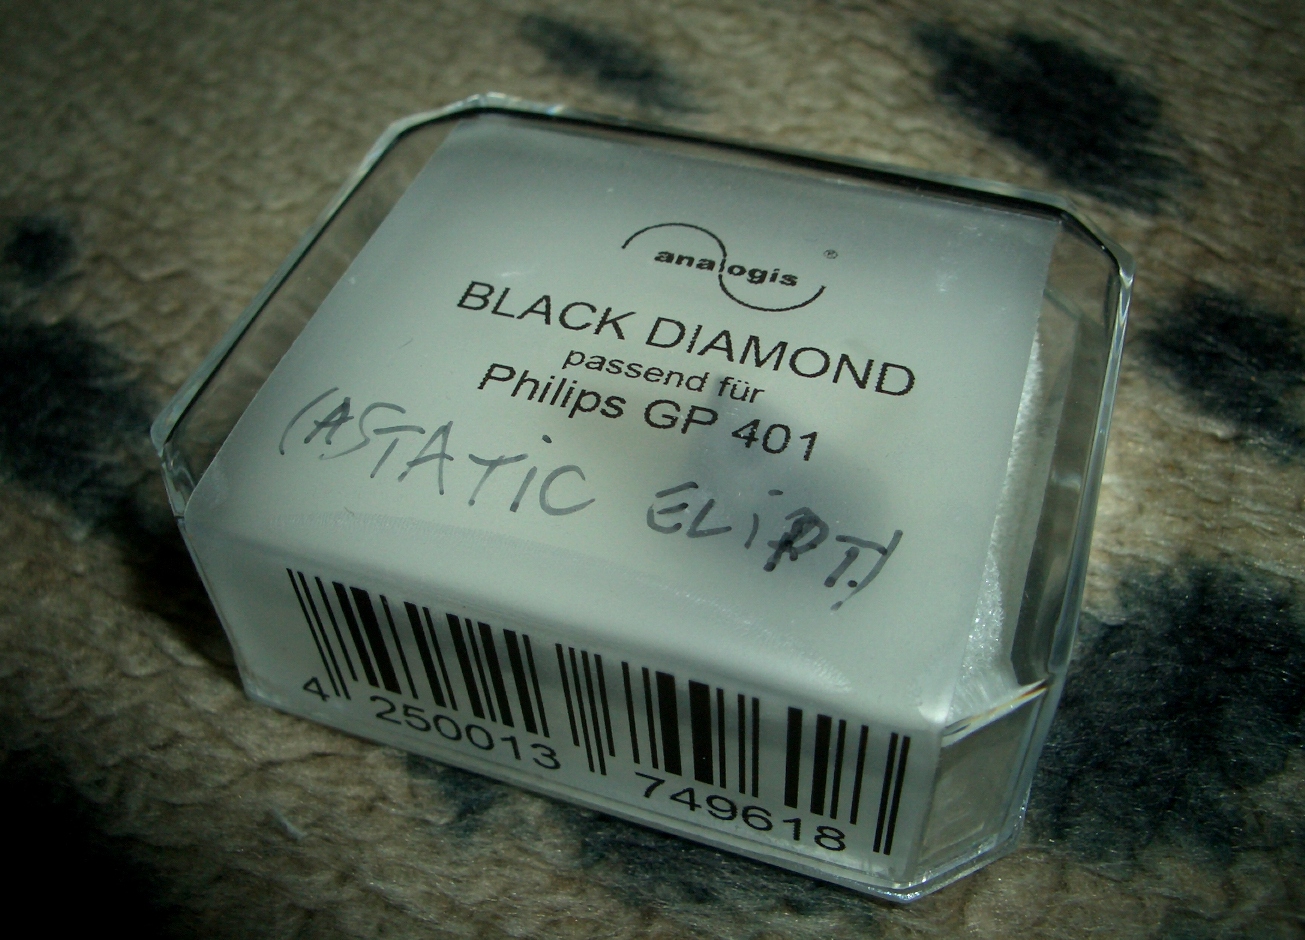 analogis ®
BLACK DIAMOND
passend für
Philips GP 401
(ASTATiC ELiPT.)
4 250013 749618